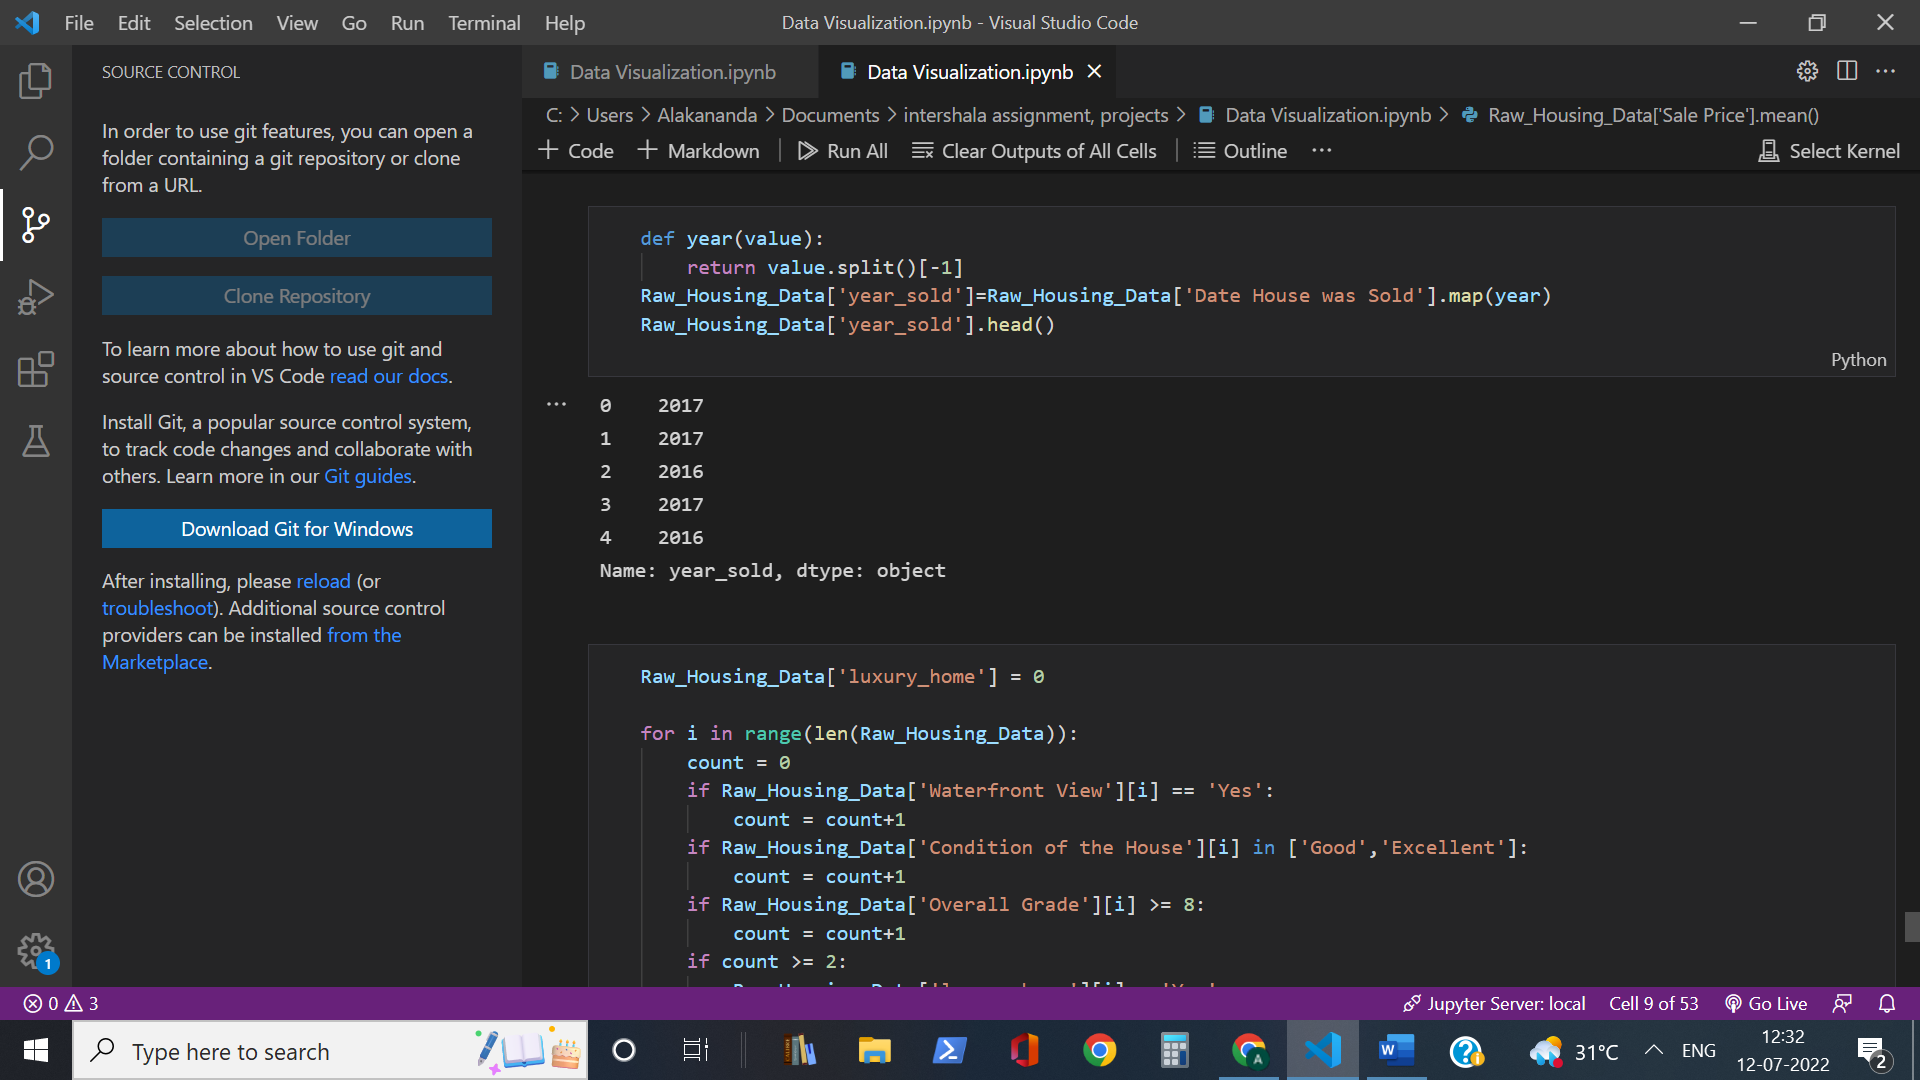 File Edit Selection View Go Run Terminal Help
Data Visualization.ipynb - Visual Studio Code
SOURCE CONTROL
In order to use git features, you can open a
folder containing a git repository or clone
from a URL.
Open Folder
Clone Repository
To learn more about how to use git and
source control in VS Code read our docs.
Install Git, a popular source control system,
to track code changes and collaborate with
others. Learn more in our Git guides.
Download Git for Windows
After installing, please reload (or
troubleshoot). Additional source control
providers can be installed from the
Marketplace.
Data Visualization.ipynb
Data Visualization.ipynb
C: > Users > Alakananda > Documents > intershala assignment, projects > Data Visualization.ipynb > Raw_Housing_Data['Sale Price'].mean()
+ Code + Markdown Run All Clear Outputs of All Cells Outline ... Select Kernel
def year(value):
    return value.split()[-1]
Raw_Housing_Data['year_sold']=Raw_Housing_Data['Date House was Sold'].map(year)
Raw_Housing_Data['year_sold'].head()
Python
... 0    2017
1    2017
2    2016
3    2017
4    2016
Name: year_sold, dtype: object
Raw_Housing_Data['luxury_home'] = 0
for i in range(len(Raw_Housing_Data)):
    count = 0
    if Raw_Housing_Data['Waterfront View'][i] == 'Yes':
        count = count+1
    if Raw_Housing_Data['Condition of the House'][i] in ['Good','Excellent']:
        count = count+1
    if Raw_Housing_Data['Overall Grade'][i] >= 8:
        count = count+1
    if count >= 2:
1
0 3
Jupyter Server: local Cell 9 of 53 Go Live
Type here to search
A
W
31°C ENG
12:32
12-07-2022
2